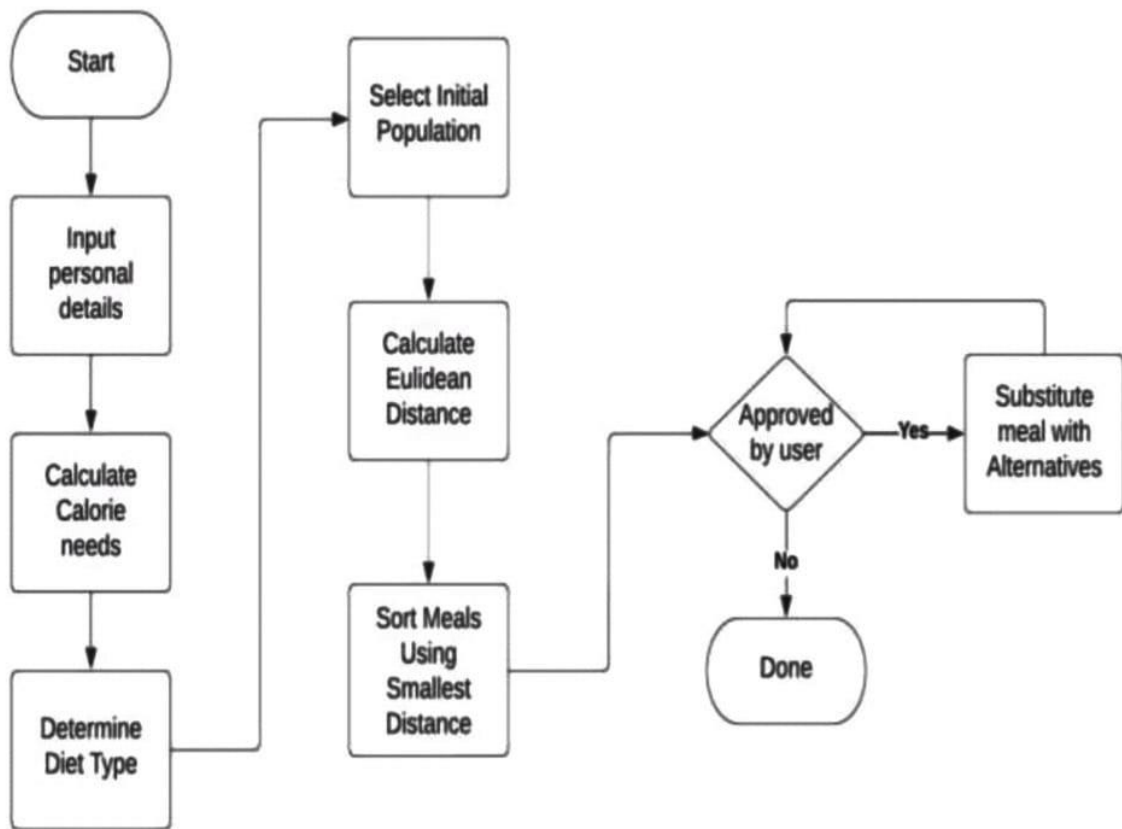 Start
Input
personal
details
Calculate
Calorie
needs
Determine
Diet Type
Select Initial
Population
Calculate
Eulidean
Distance
Sort Meals
Using
Smallest
Distance
Approved
by user
Yes
Substitute
meal with
Alternatives
No
Done